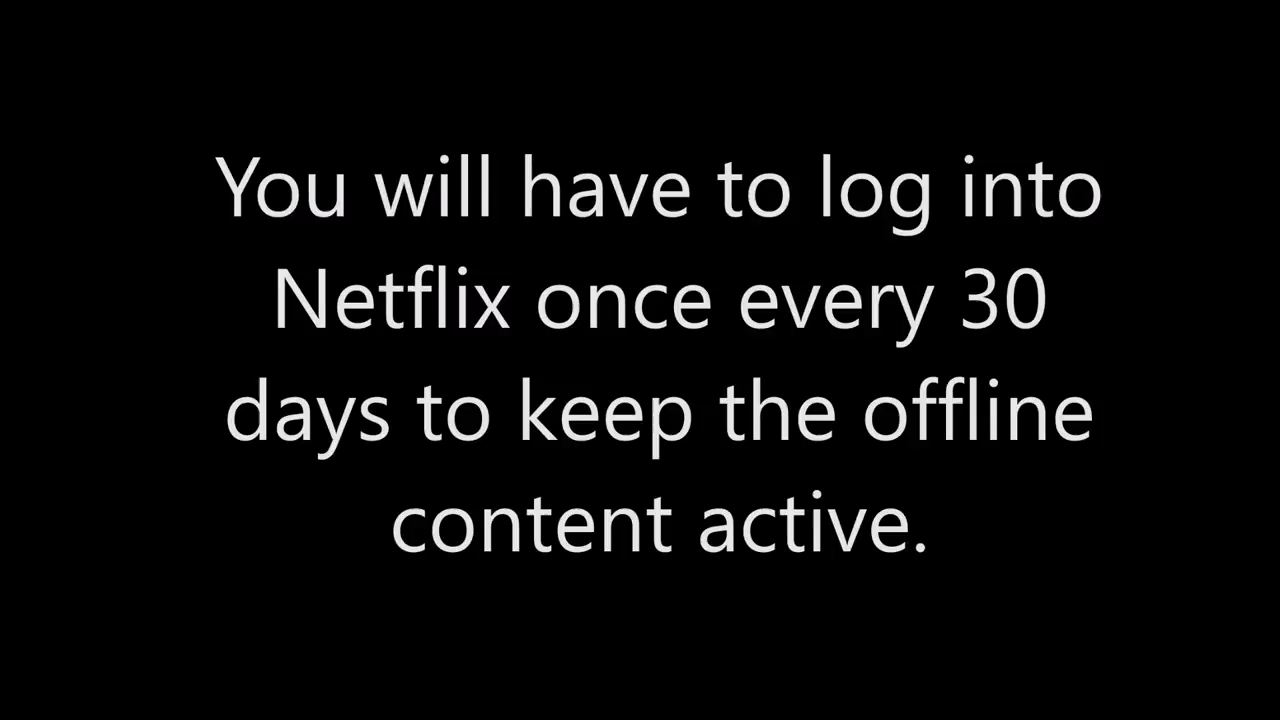 You will have to log into
Netflix once every 30
days to keep the offline
content active.